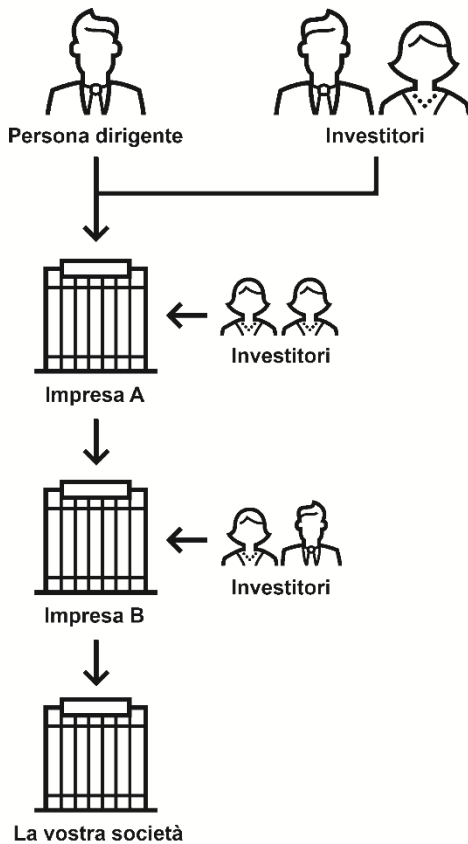 Persona dirigente
Investitori
Investitori
Impresa A
Investitori
Impresa B
La vostra società